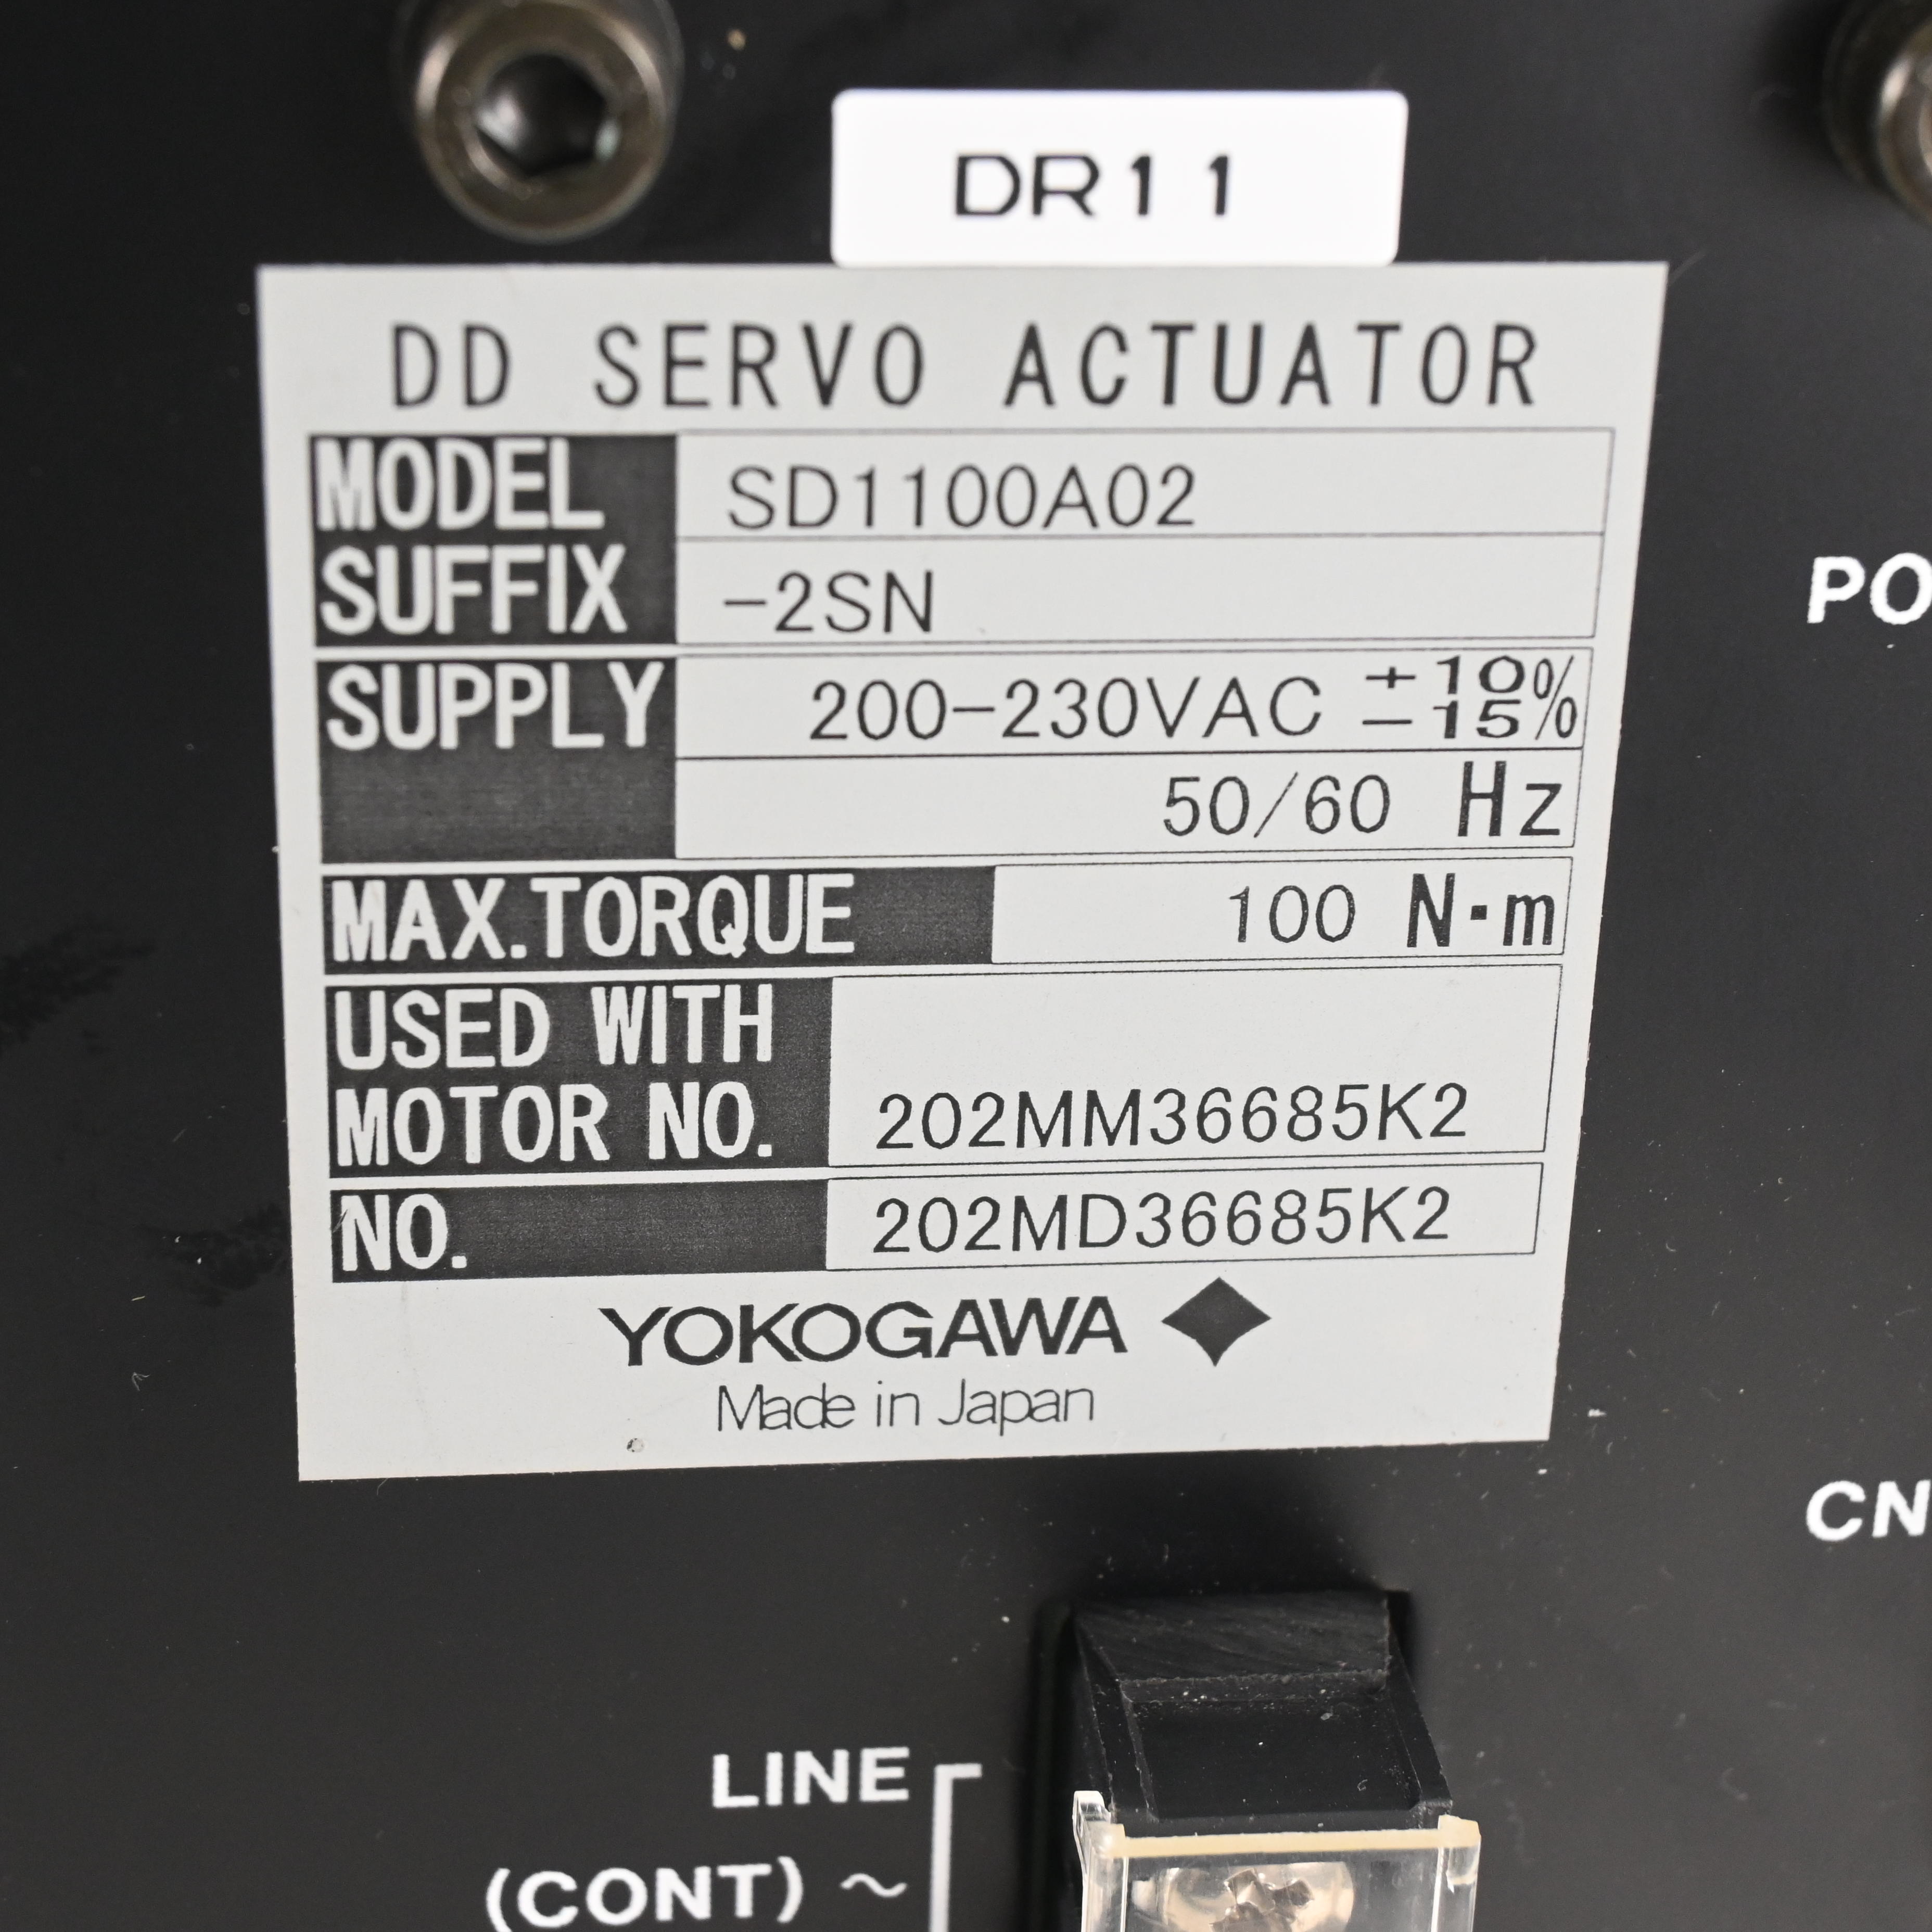 DR11
DD SERVO ACTUATOR
MODEL SD1100A02
SUFFIX -2SN
SUPPLY 200-230VAC +10% -15%
50/60 Hz
MAX.TORQUE 100 N·m
USED WITH
MOTOR NO. 202MM36685K2
NO. 202MD36685K2
YOKOGAWA
Made in Japan
PO
CN
LINE
(CONT) ~